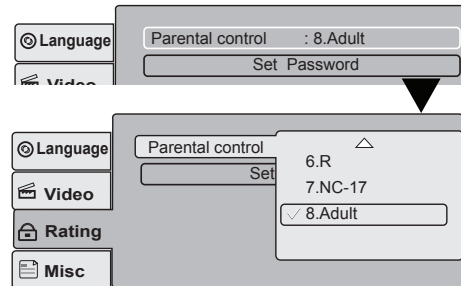 Language
Parental control : 8.Adult
Set Password
Video
Language
Parental control
6.R
Set
7.NC-17
Video
8.Adult
Rating
Misc